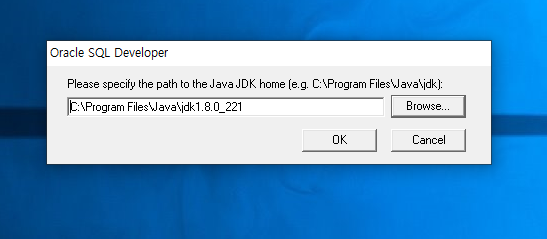 Oracle SQL Developer
Please specify the path to the Java JDK home (e.g. C:\Program Files\Java\jdk):
C:\Program Files\Java\jdk1.8.0_221
Browse...
OK
Cancel